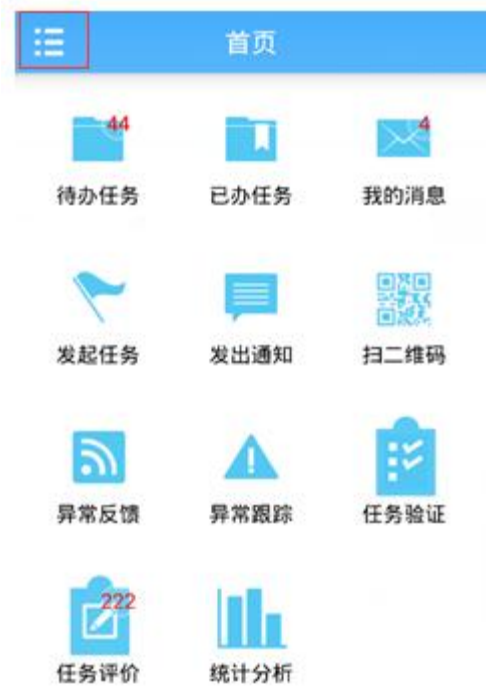 首页
44
4
待办任务 已办任务 我的消息
发起任务 发出通知 扫二维码
异常反馈 异常跟踪 任务验证
222
任务评价 统计分析